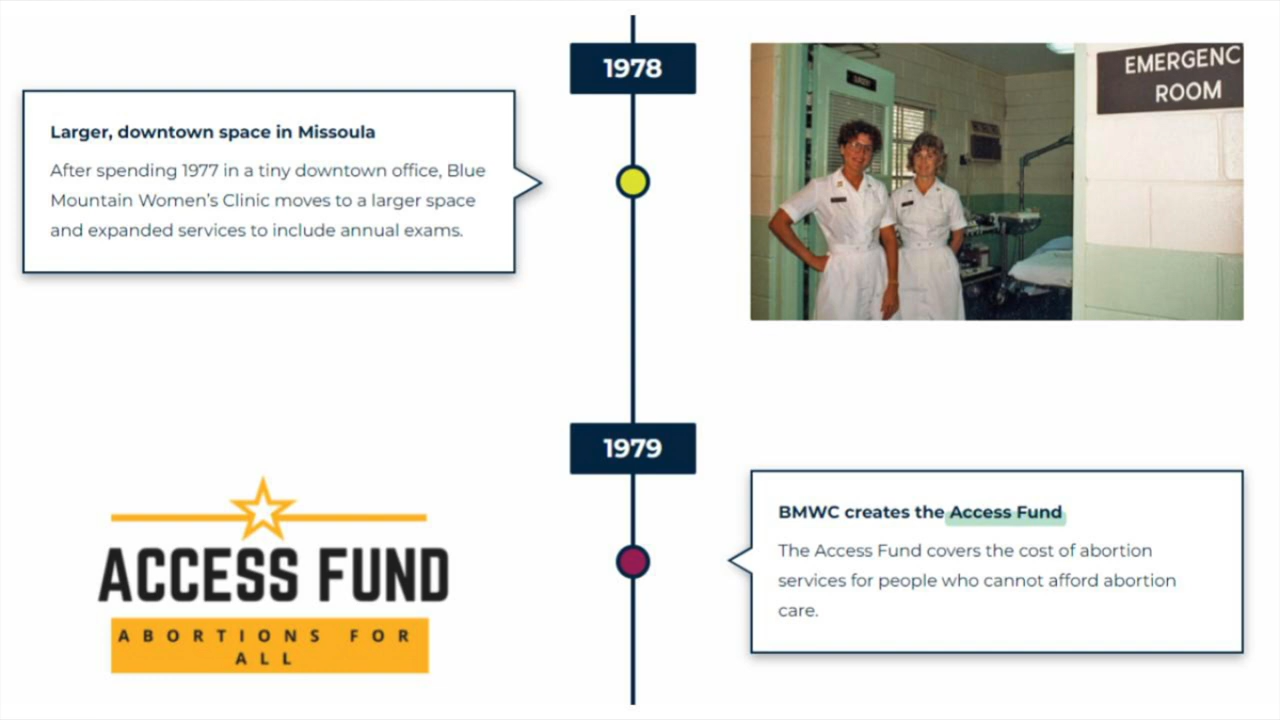 1978
Larger, downtown space in Missoula
After spending 1977 in a tiny downtown office, Blue
Mountain Women’s Clinic moves to a larger space
and expanded services to include annual exams.
EMERGENC
ROOM
1979
ACCESS FUND
ABORTIONS FOR
ALL
BMWC creates the Access Fund
The Access Fund covers the cost of abortion
services for people who cannot afford abortion
care.